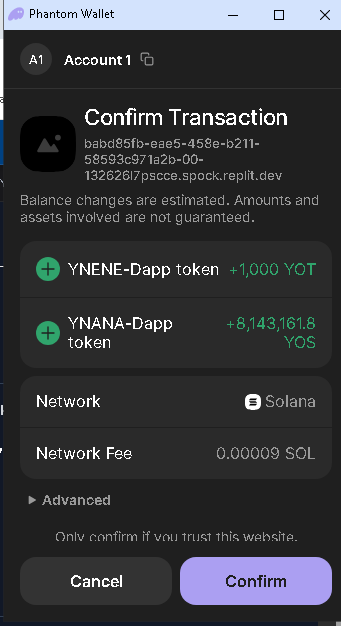 Phantom Wallet
A1 Account 1
Confirm Transaction
babd85fb-eae5-458e-b211-
58593c971a2b-00-
132626l7pscce.spock.replit.dev
Balance changes are estimated. Amounts and
assets involved are not guaranteed.
YNENE-Dapp token +1,000 YOT
YNANA-Dapp
token
+8,143,161.8
YOS
Network Solana
Network Fee 0.00009 SOL
Advanced
Only confirm if you trust this website.
Cancel Confirm